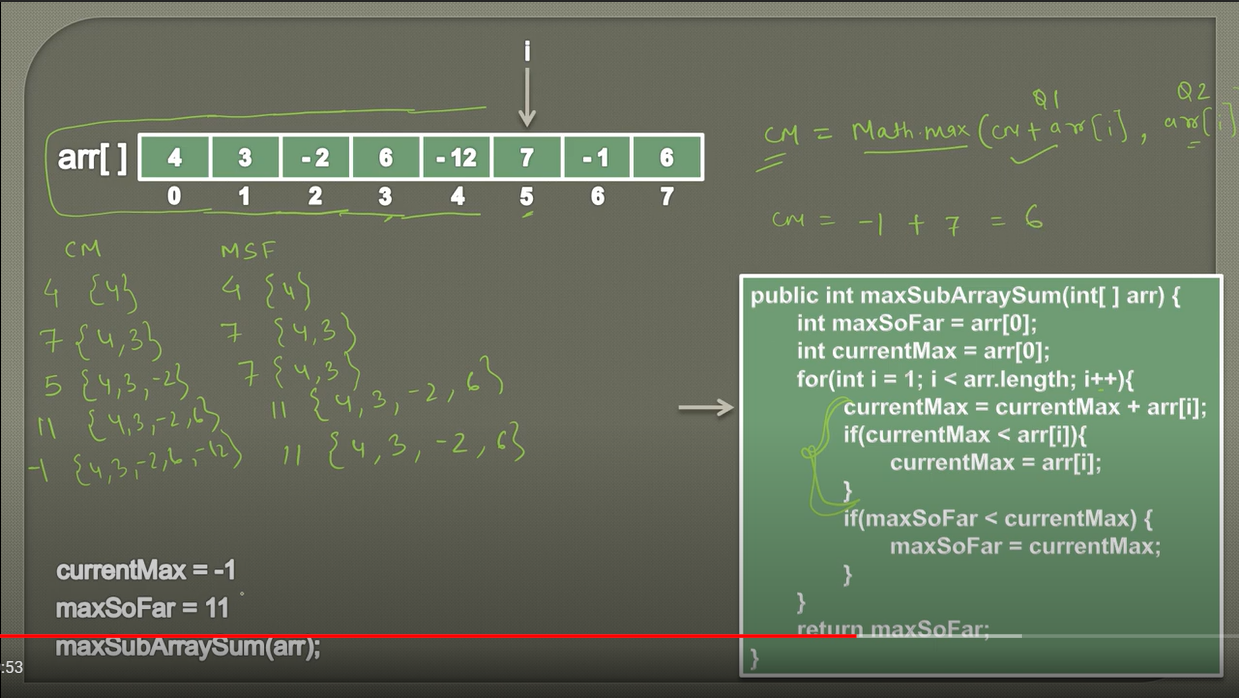 i
arr[ ] 4 3 -2 6 -12 7 -1 6
0 1 2 3 4 5 6 7
Q1 Q2
CM = Math.max (CM + arr[i], arr[i]
CM = -1 + 7 = 6
CM MSF
4 {4} 4 {4}
7 {4,3} 7 {4,3}
5 {4,3,-2} 7 {4,3}
11 {4,3,-2,6} 11 {4,3,-2,6}
-1 {4,3,-2,6,-12} 11 {4,3,-2,6}
public int maxSubArraySum(int[ ] arr) {
int maxSoFar = arr[0];
int currentMax = arr[0];
for(int i = 1; i < arr.length; i++){
currentMax = currentMax + arr[i];
if(currentMax < arr[i]){
currentMax = arr[i];
}
if(maxSoFar < currentMax) {
maxSoFar = currentMax;
}
}
return maxSoFar;
}
currentMax = -1
maxSoFar = 11
maxSubArraySum(arr);
:53